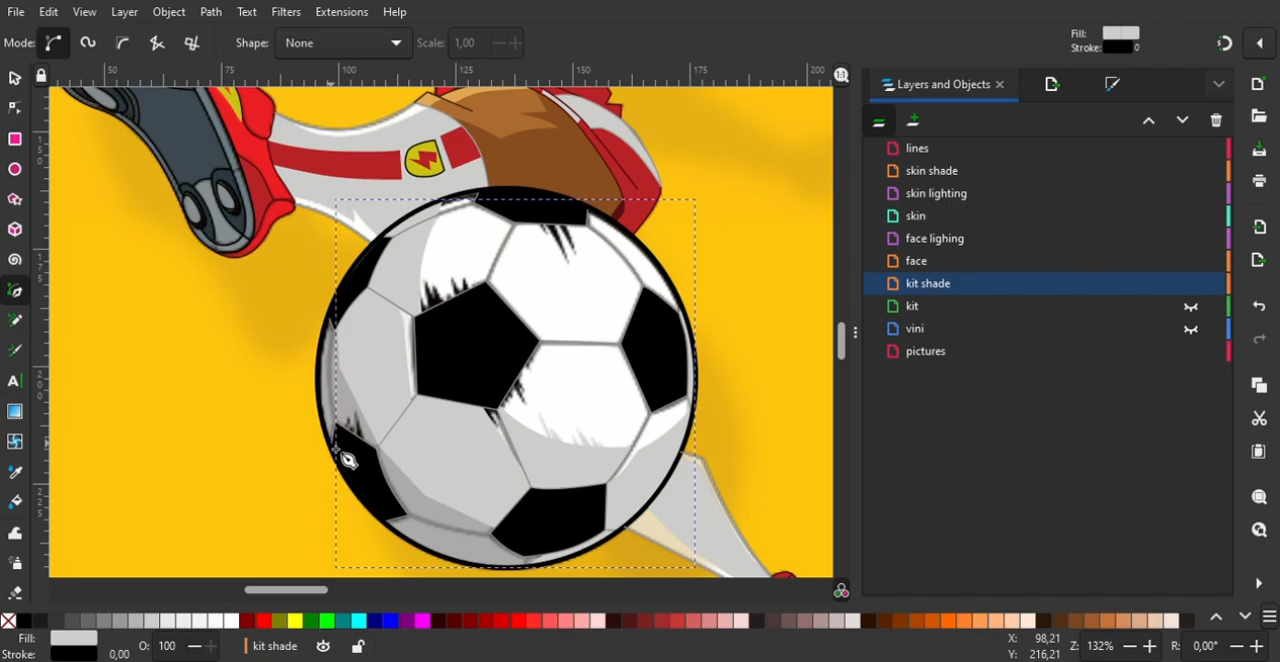 File Edit View Layer Object Path Text Filters Extensions Help
Mode: Shape: None Scale: 1,00 Fill: Stroke: 0
50 75 100 125 150 175 200
Layers and Objects
lines
skin shade
skin lighting
skin
face lighing
face
kit shade
kit
vini
pictures
Fill: O: 100 kit shade X: 98,21 Z: 132% R: 0,00°
Stroke: 0,00 Y: 216,21